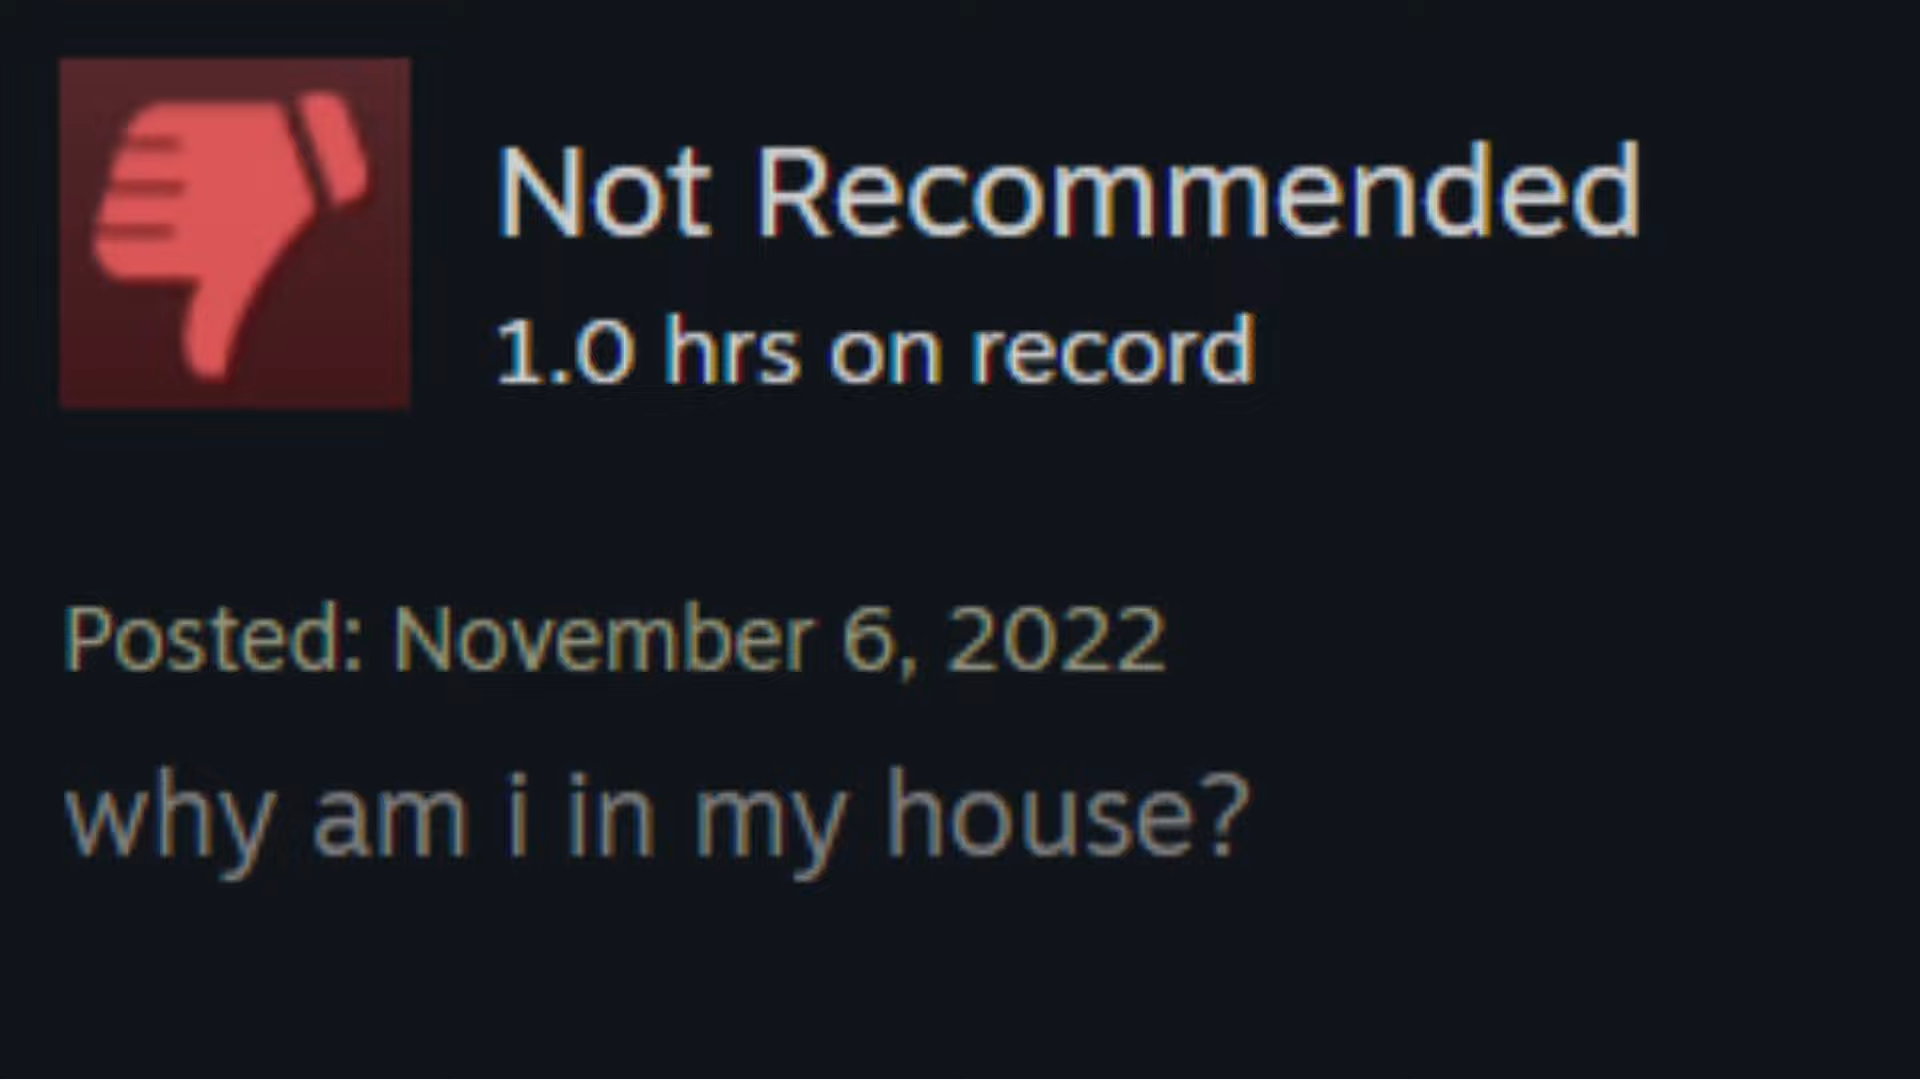 Not Recommended
1.0 hrs on record
Posted: November 6, 2022
why am i in my house?